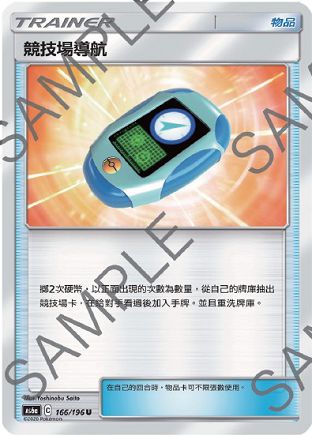 TRAINER
物品
競技場導航
擲2次硬幣,以正面出現的次數為數量,從自己的牌庫抽出
競技場卡,在給對手看過後加入手牌。並且重洗牌庫。
Illus. Yoshinobu Saito
在自己的回合時,物品卡可不限張數使用。
C
166/196 U
©2020 Pokémon
SAMPLE
SAMPLE
SAMPLE
SAMPLE